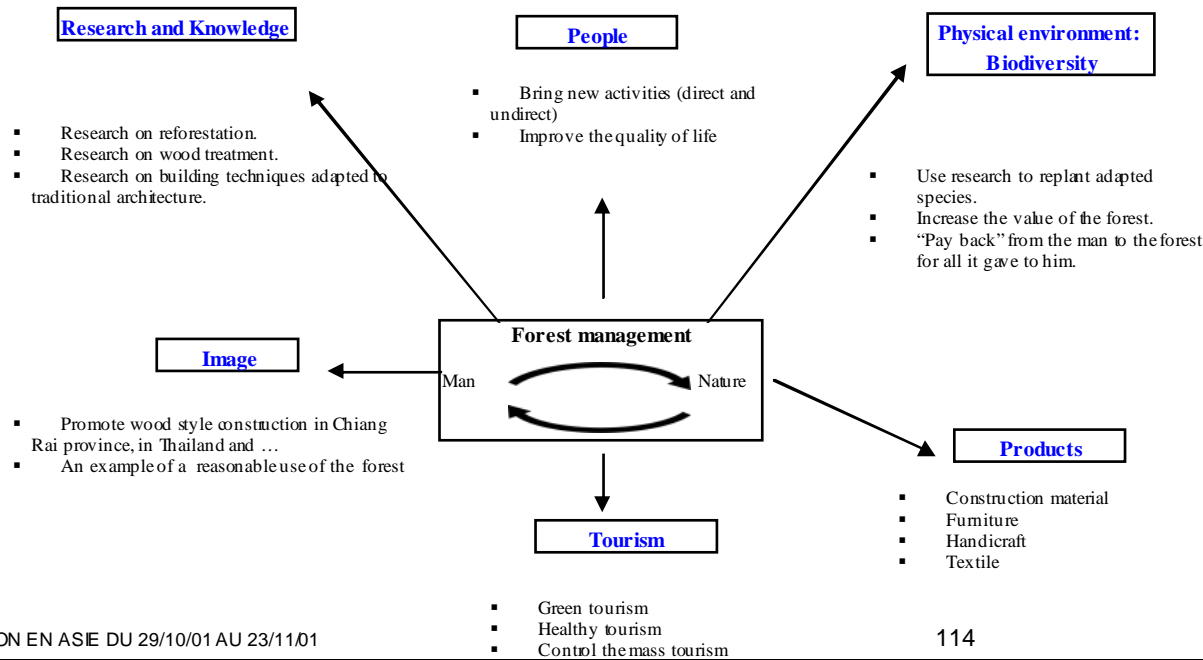 Research and Knowledge
▪ Research on reforestation.
▪ Research on wood treatment.
▪ Research on building techniques adapted to
traditional architecture.
People
▪ Bring new activities (direct and
undirect)
▪ Improve the quality of life
Physical environment:
Biodiversity
▪ Use research to replant adapted
species.
▪ Increase the value of the forest.
▪ “Pay back” from the man to the forest
for all it gave to him.
Forest management
Man
Nature
Image
▪ Promote wood style construction in Chiang
Rai province, in Thailand and …
▪ An example of a reasonable use of the forest
Products
▪ Construction material
▪ Furniture
▪ Handicraft
▪ Textile
Tourism
▪ Green tourism
▪ Healthy tourism
▪ Control the mass tourism
ON EN ASIE DU 29/10/01 AU 23/11/01
114